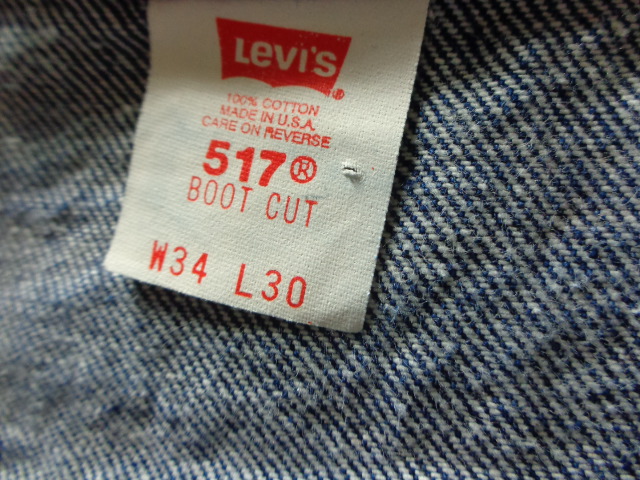 Levi's®
100% COTTON
MADE IN U.S.A.
CARE ON REVERSE
517®
BOOT CUT
W34 L30